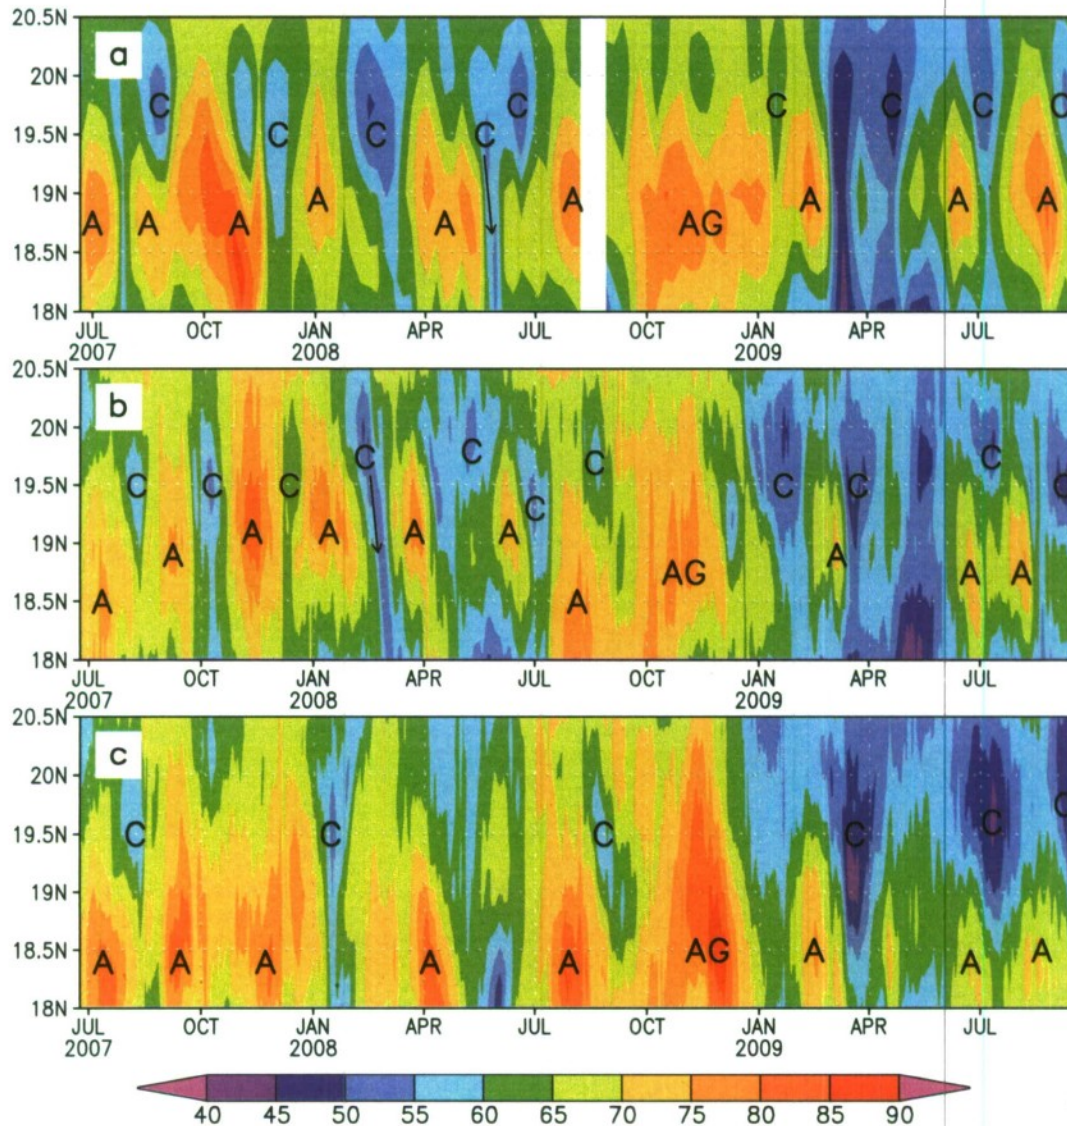 20.5N
a
20N
C C C C C C
19.5N
C C C
19N
A A A A A
18.5N
A A A A AG
18N
JUL OCT JAN APR JUL OCT JAN APR JUL
2007 2008 2009
20.5N
b
20N
C C C C
19.5N
C C C C C C
C
19N
A A A A
A A
18.5N
AG A A
A A
18N
JUL OCT JAN APR JUL OCT JAN APR JUL
2007 2008 2009
20.5N
c
20N
C
19.5N
C C C C C
19N
18.5N
A A A A A AG A A A
18N
JUL OCT JAN APR JUL OCT JAN APR JUL
2007 2008 2009
40 45 50 55 60 65 70 75 80 85 90